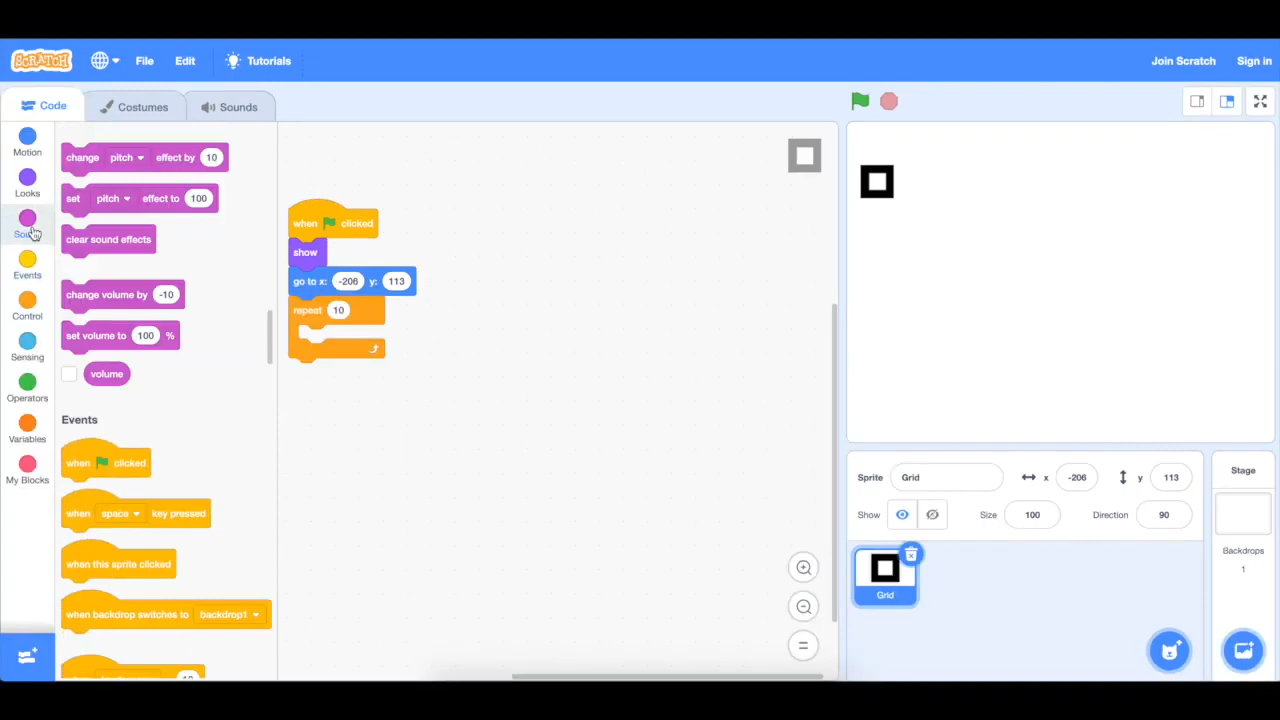 SCRATCH File Edit Tutorials Join Scratch Sign in
Code Costumes Sounds
Motion
Looks
Sou
Events
Control
Sensing
Operators
Variables
My Blocks
change pitch effect by 10
set pitch effect to 100
clear sound effects
change volume by -10
set volume to 100 %
volume
Events
when clicked
when space key pressed
when this sprite clicked
when backdrop switches to backdrop1
when clicked
show
go to x: -206 y: 113
repeat 10
Sprite Grid x -206 y 113
Show Size 100 Direction 90
Grid
Stage
Backdrops
1